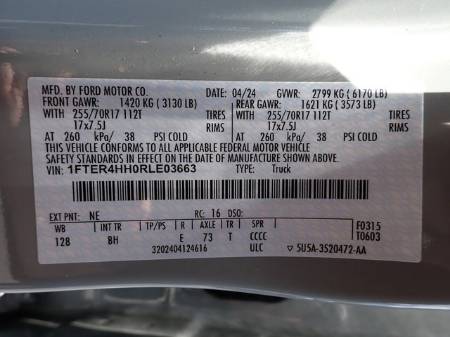 MFD. BY FORD MOTOR CO. 04/24 GVWR: 2799 KG ( 6170 LB)
FRONT GAWR: 1420 KG ( 3130 LB) REAR GAWR: 1621 KG ( 3573 LB)
WITH 255/70R17 112T TIRES WITH 255/70R17 112T TIRES
17x7.5J RIMS 17x7.5J RIMS
AT 260 kPa/ 38 PSI COLD AT 260 kPa/ 38 PSI COLD
THIS VEHICLE CONFORMS TO ALL APPLICABLE FEDERAL MOTOR VEHICLE SAFETY AND THEFT PREVENTION STANDARDS IN EFFECT ON THE DATE OF MANUFACTURE SHOWN ABOVE.
VIN: 1FTER4HH0RLE03663 TYPE: Truck
EXT PNT: NE RC: 16 DSO: F0315
WB INT TR TP/PS R AXLE TR SPR T0603
128 BH E 73 T CCCC
3202404124616 ULC 5U5A-3520472-AA